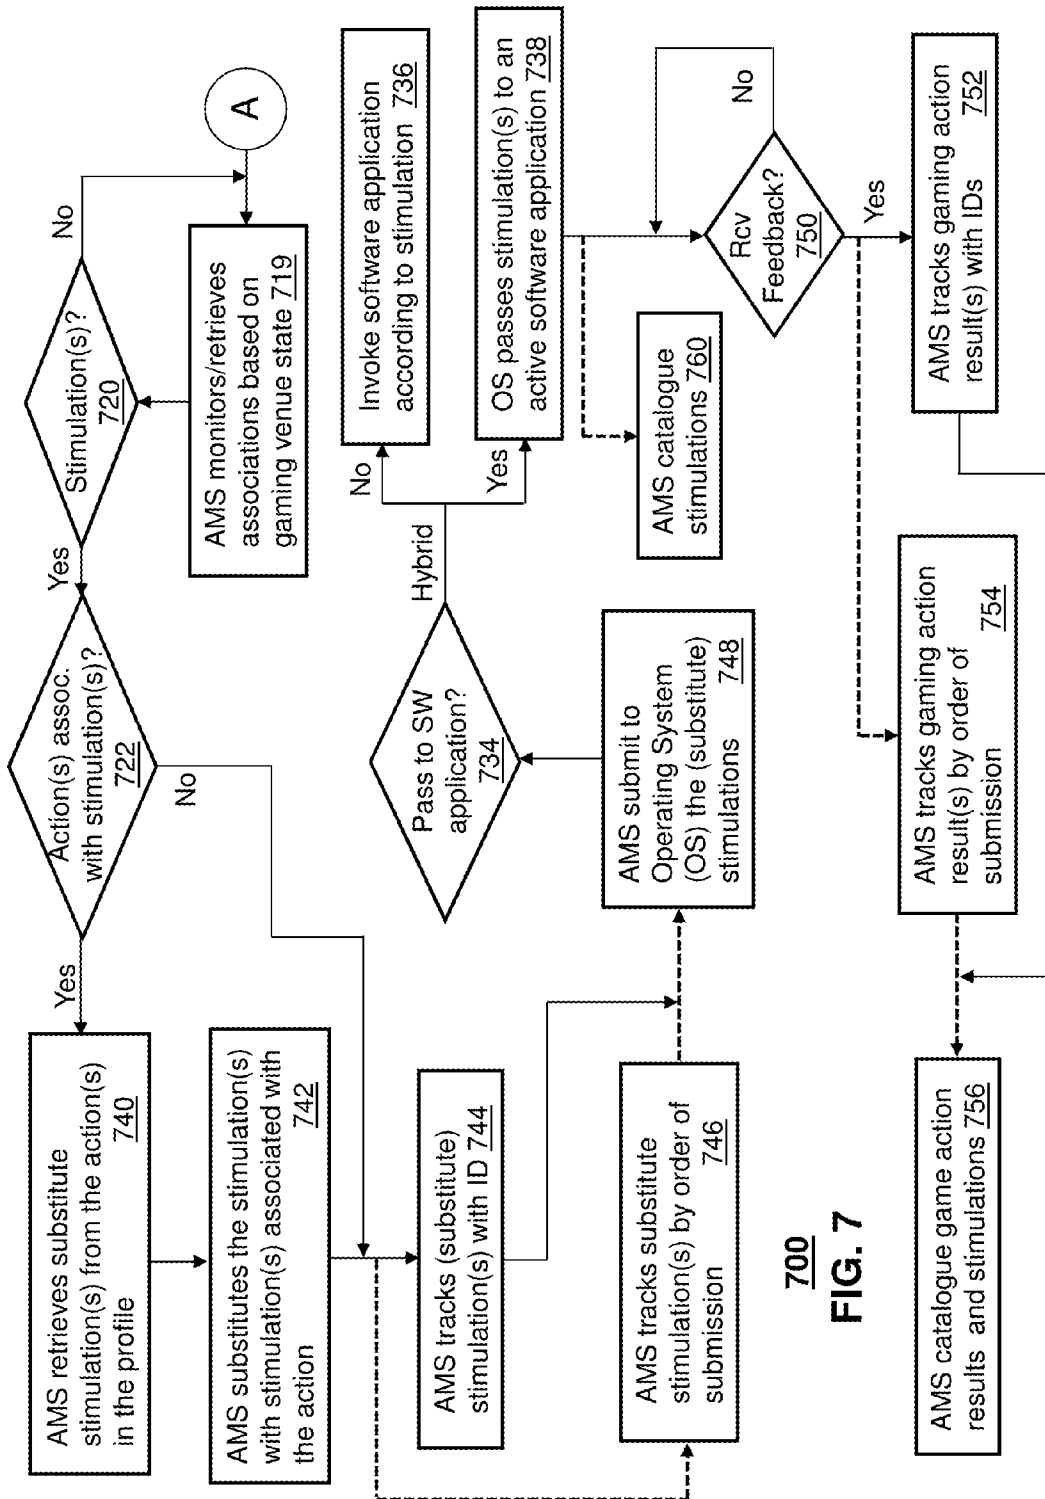 A
AMS monitors/retrieves
associations based on
gaming venue state 719
Stimulation(s)?
720
No
Yes
Action(s) assoc.
with stimulation(s)?
722
No
Yes
AMS retrieves substitute
stimulation(s) from the action(s)
in the profile
740
AMS substitutes the stimulation(s)
with stimulation(s) associated with
the action
742
AMS tracks (substitute)
stimulation(s) with ID 744
AMS tracks substitute
stimulation(s) by order of
submission
746
AMS submit to
Operating System
(OS) the (substitute)
stimulations
748
Pass to SW
application?
734
Hybrid
No
Yes
Invoke software application
according to stimulation 736
OS passes stimulation(s) to an
active software application 738
AMS catalogue
stimulations 760
Rcv
Feedback?
750
No
Yes
AMS tracks gaming action
result(s) with IDs
752
AMS tracks gaming action
result(s) by order of
submission
754
AMS catalogue game action
results and stimulations 756
700
FIG. 7